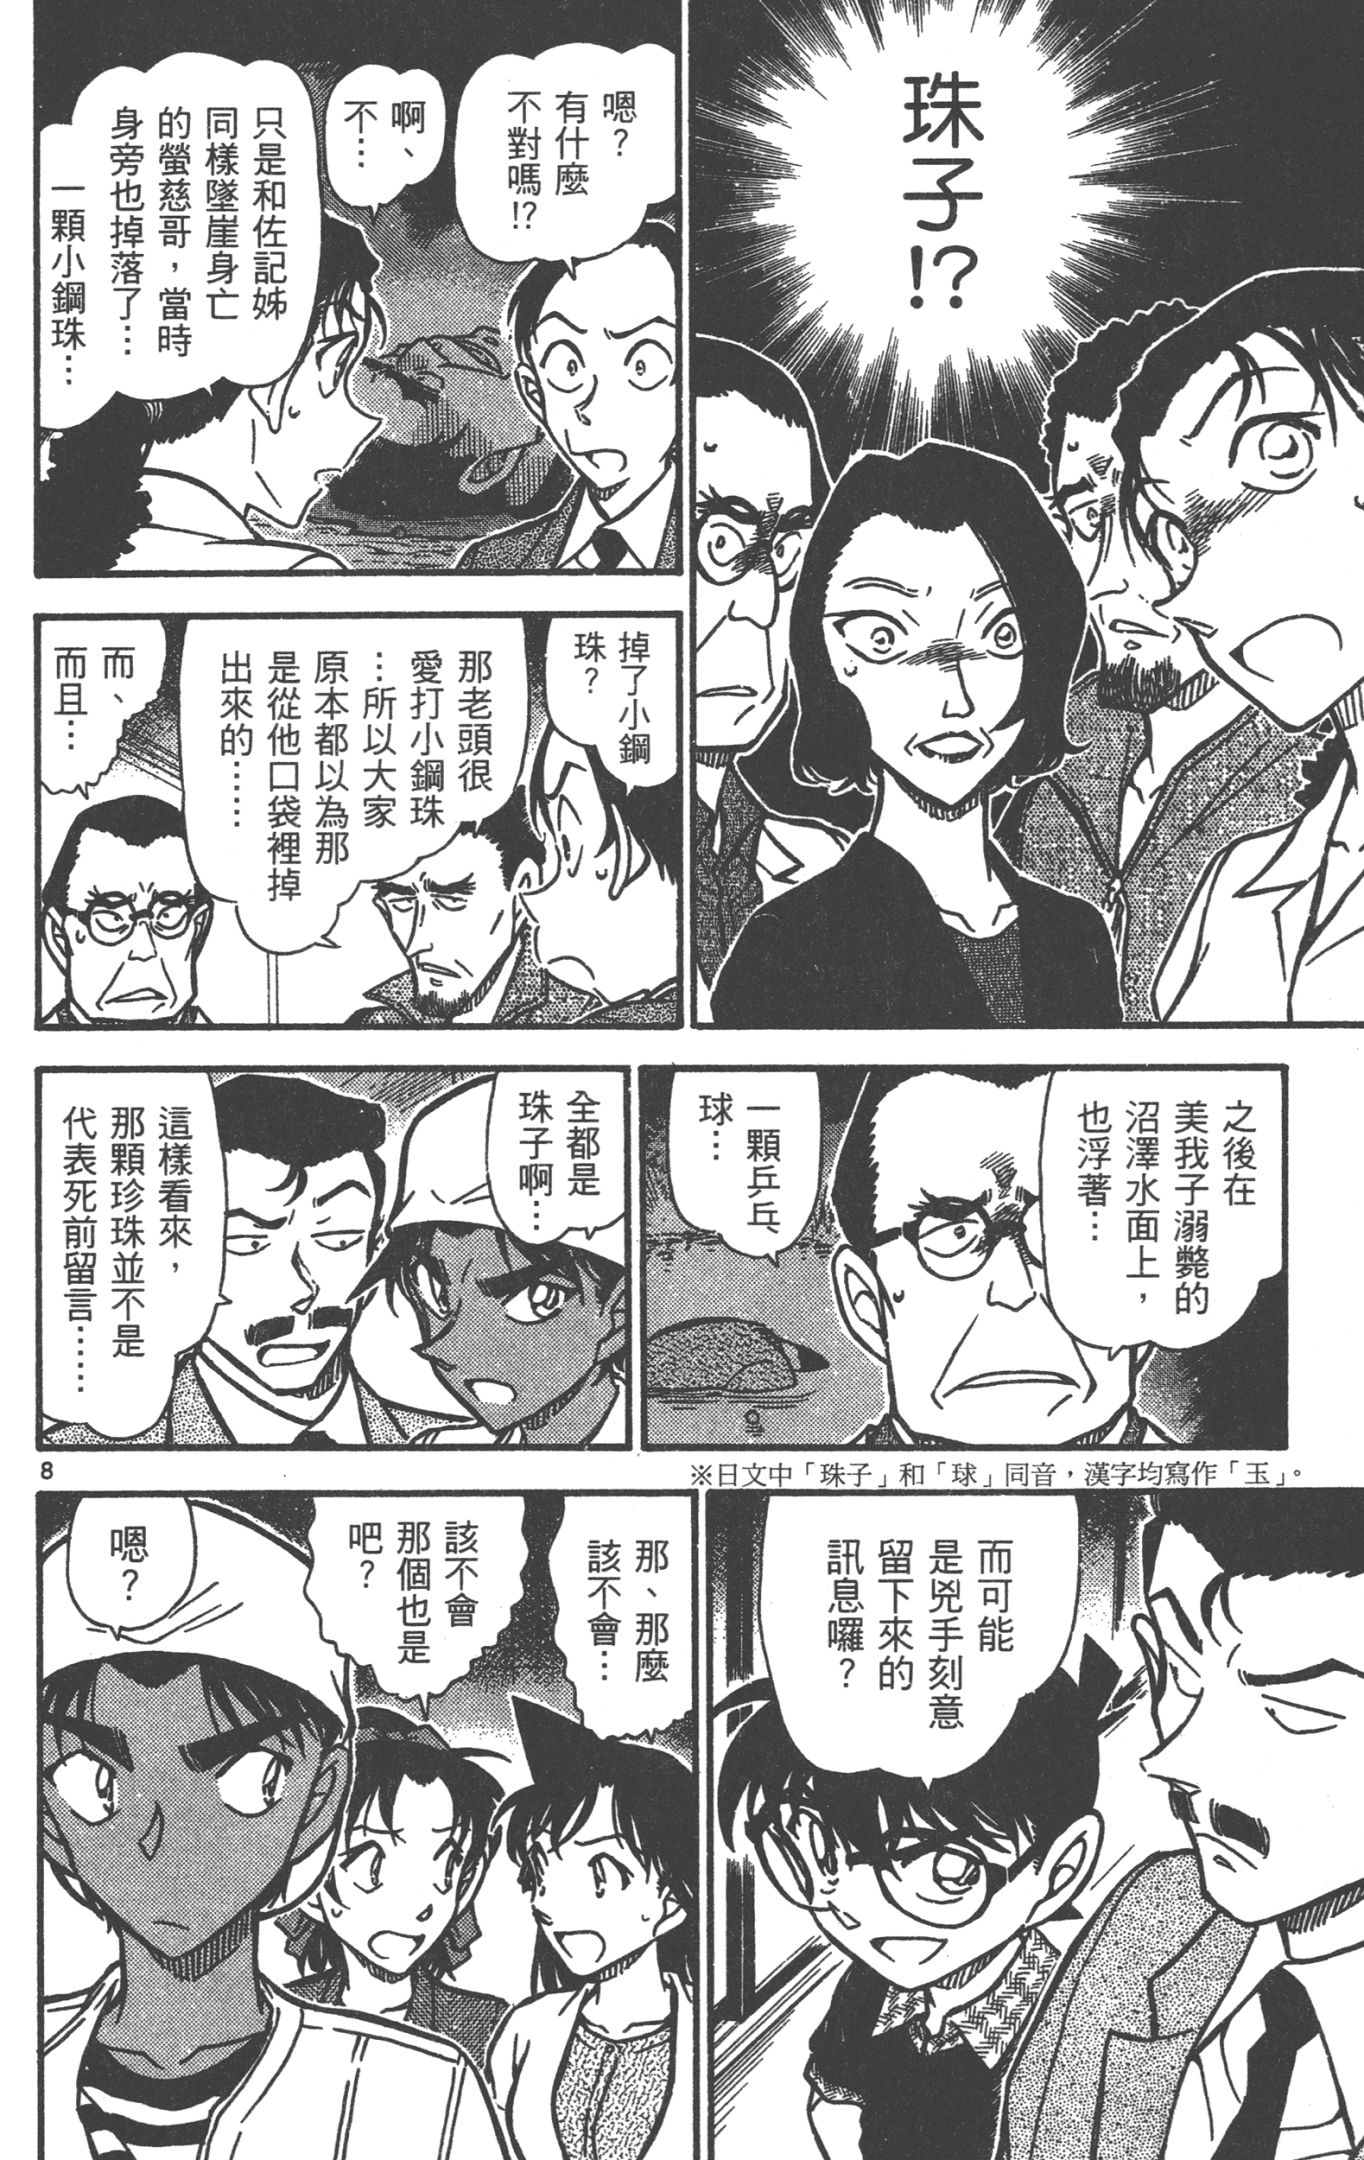 珠子!?
嗯?
有什麼
不對嗎!?
啊、
不…
只是和佐記姊
同樣墜崖身亡
的螢慈哥，當時
身旁也掉落了…
一顆小鋼珠…
掉了小鋼
珠?
那老頭很
愛打小鋼珠
…所以大家
原本都以為那
是從他口袋裡掉
出來的……
而、
而且…
之後在
美我子溺斃的
沼澤水面上，
也浮著…
一顆乒乓
球…
全都是
珠子啊…
這樣看來，
那顆珍珠並不是
代表死前留言……
※日文中「珠子」和「球」同音，漢字均寫作「玉」。
8
而可能
是兇手刻意
留下來的
訊息囉?
那、那麼
該不會…
該不會
那個也是
吧?
嗯?